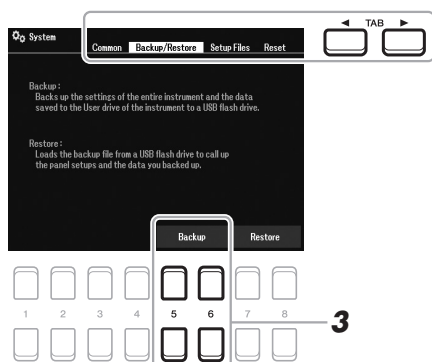 TAB
System
Common Backup/Restore Setup Files Reset
Backup :
Backs up the settings of the entire instrument and the data
saved to the User drive of the instrument to a USB flash drive.
Restore :
Loads the backup file from a USB flash drive to call up
the panel setups and the data you backed up.
Backup Restore
1 2 3 4 5 6 7 8
3